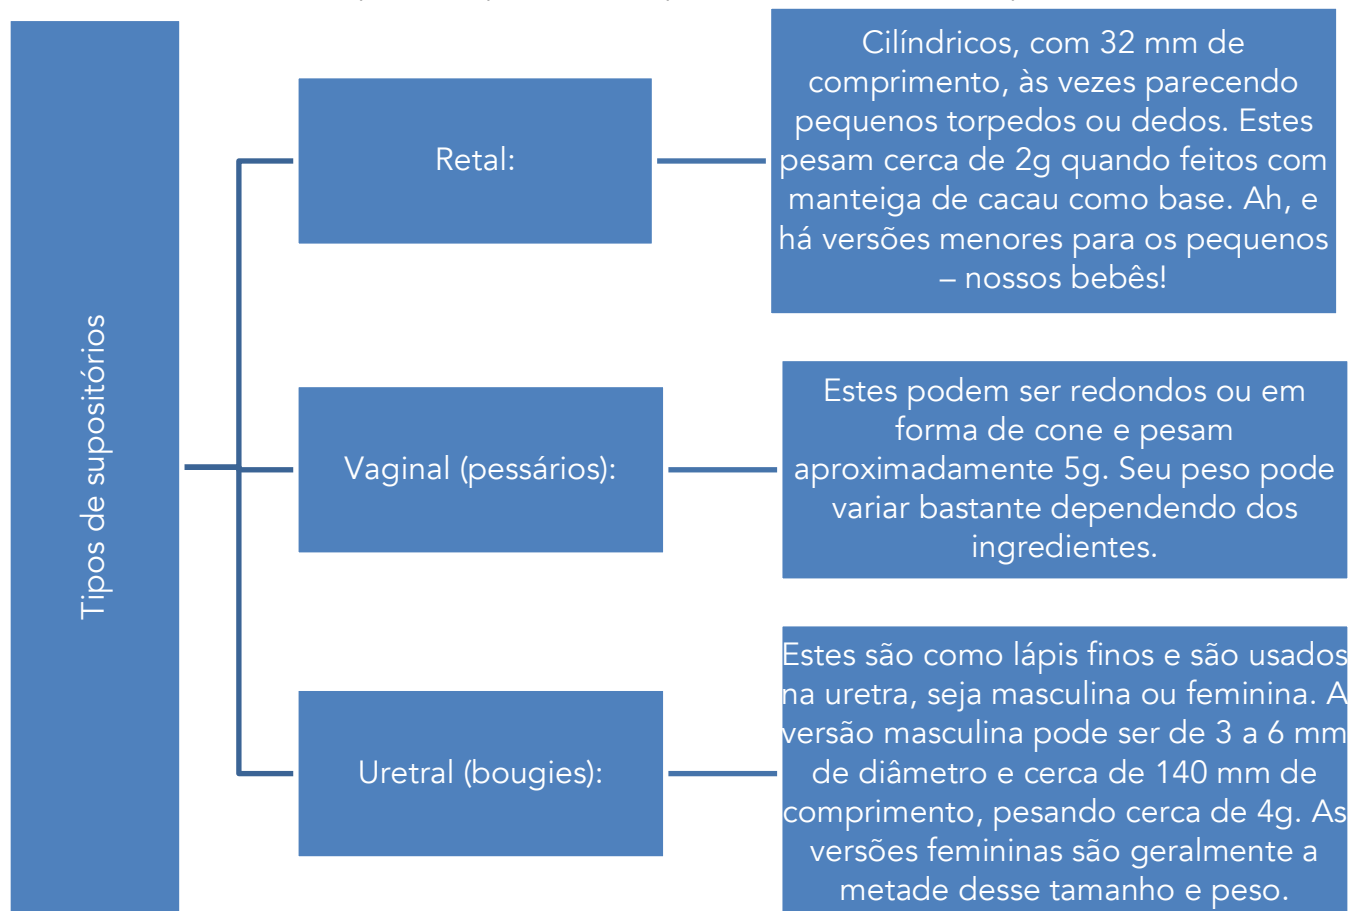 Tipos de supositórios
Retal:
Cilíndricos, com 32 mm de
comprimento, às vezes parecendo
pequenos torpedos ou dedos. Estes
pesam cerca de 2g quando feitos com
manteiga de cacau como base. Ah, e
há versões menores para os pequenos
– nossos bebês!
Vaginal (pessários):
Estes podem ser redondos ou em
forma de cone e pesam
aproximadamente 5g. Seu peso pode
variar bastante dependendo dos
ingredientes.
Uretral (bougies):
Estes são como lápis finos e são usados
na uretra, seja masculina ou feminina. A
versão masculina pode ser de 3 a 6 mm
de diâmetro e cerca de 140 mm de
comprimento, pesando cerca de 4g. As
versões femininas são geralmente a
metade desse tamanho e peso.